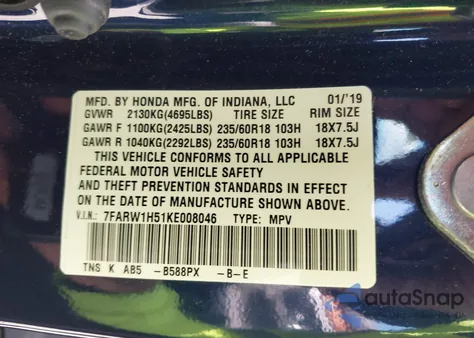 MFD. BY HONDA MFG. OF INDIANA, LLC 01/'19
GVWR 2130KG(4695LBS) TIRE SIZE RIM SIZE
GAWR F 1100KG(2425LBS) 235/60R18 103H 18X7.5J
GAWR R 1040KG(2292LBS) 235/60R18 103H 18X7.5J
THIS VEHICLE CONFORMS TO ALL APPLICABLE
FEDERAL MOTOR VEHICLE SAFETY
AND THEFT PREVENTION STANDARDS IN EFFECT
ON THE DATE OF MANUFACTURE SHOWN ABOVE.
V.I.N.: 7FARW1H51KE008046 TYPE: MPV
TNS K AB5 -B588PX -B-E
autoSnap